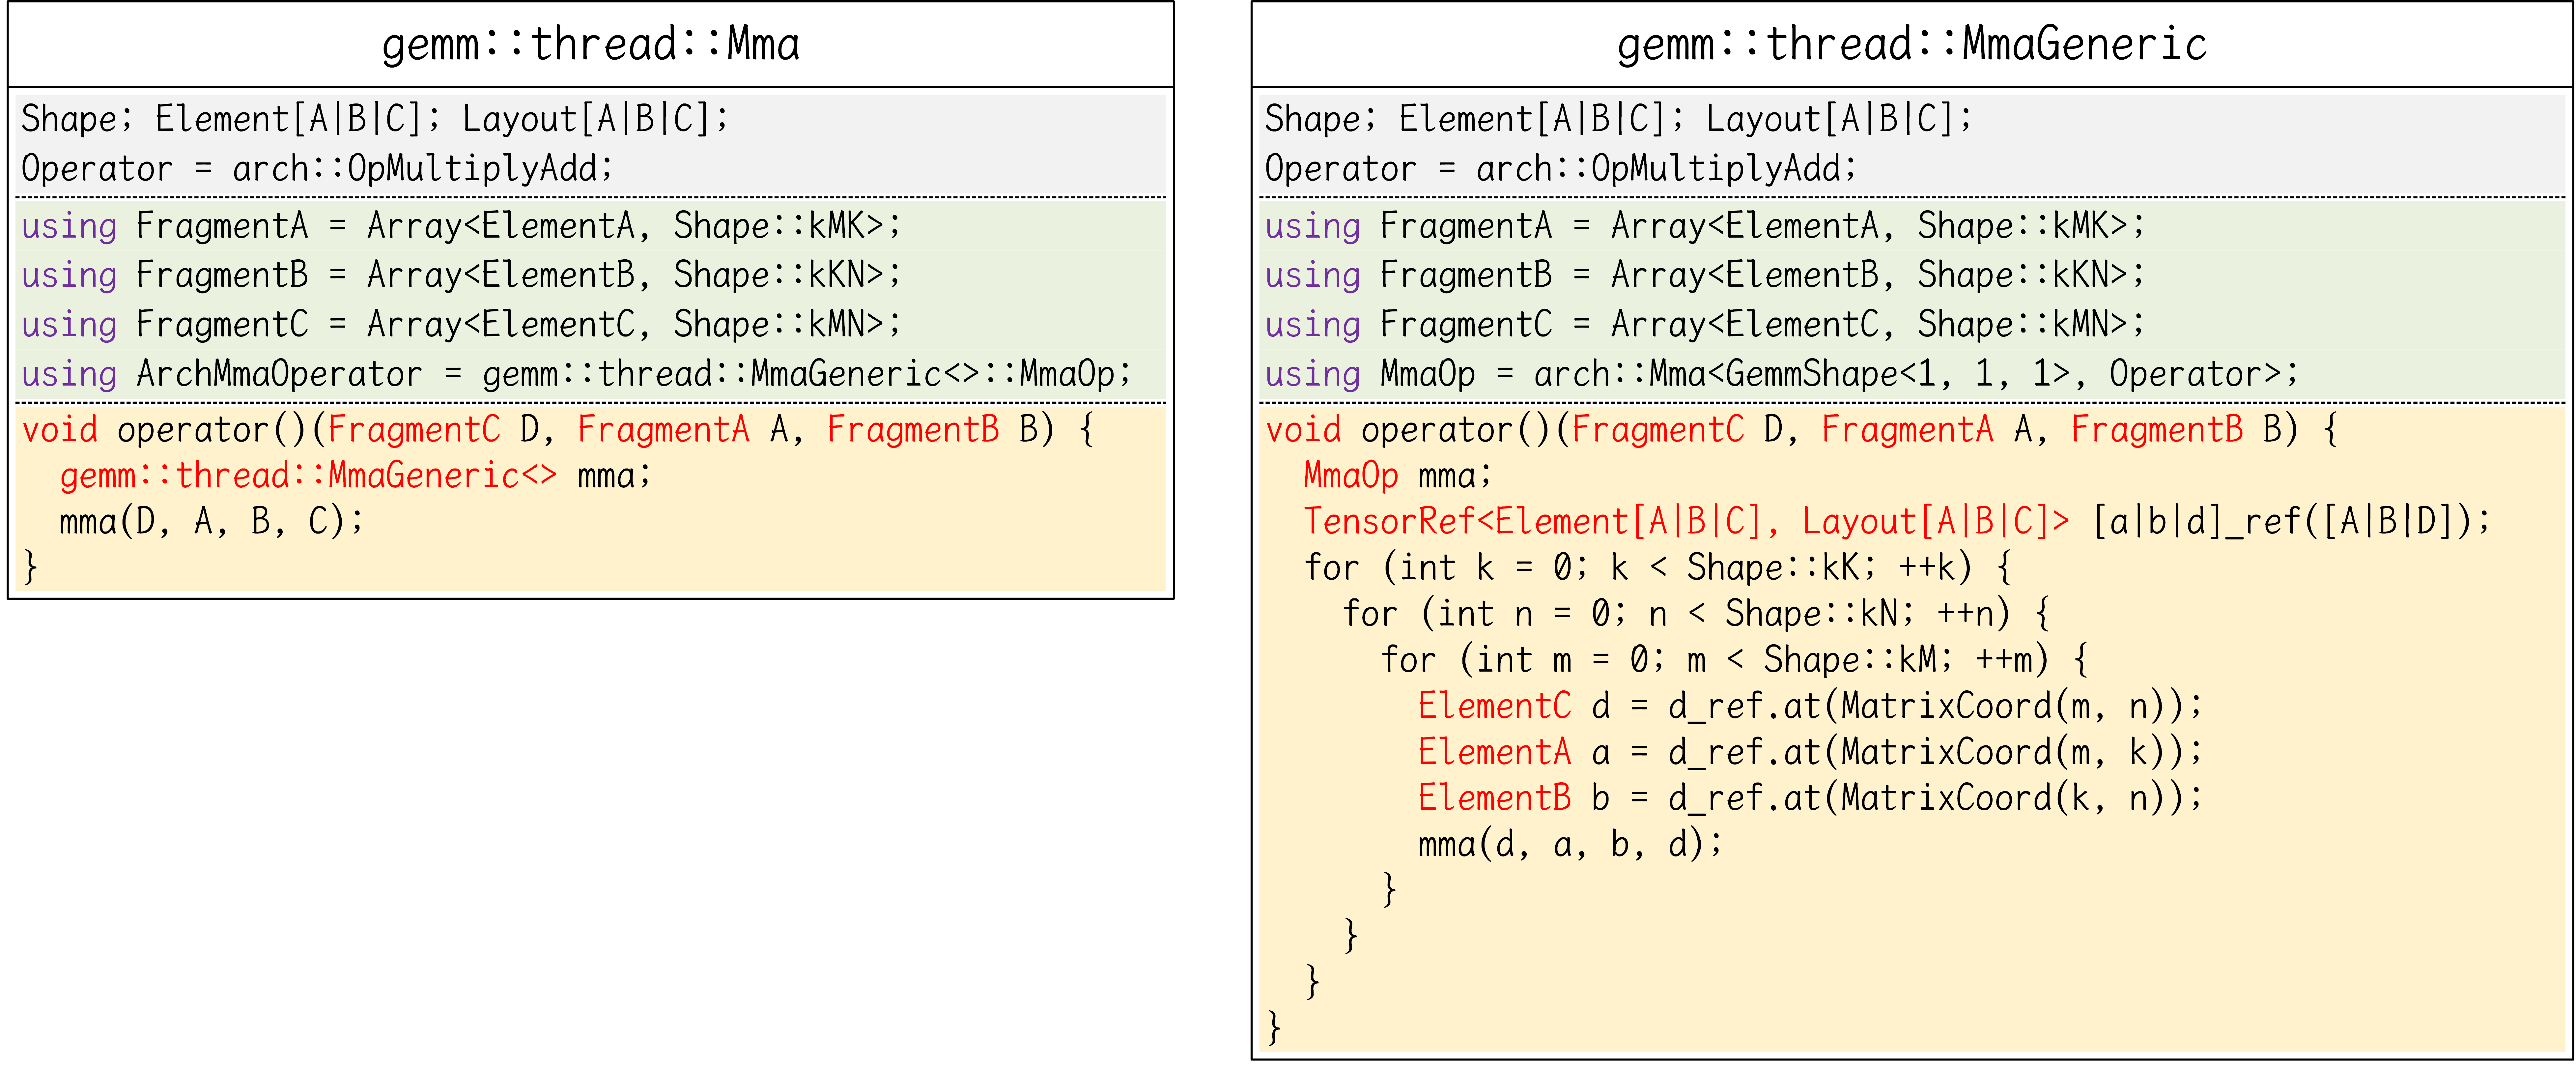 gemm::thread::Mma
Shape; Element[A|B|C]; Layout[A|B|C];
Operator = arch::OpMultiplyAdd;
using FragmentA = Array<ElementA, Shape::kMK>;
using FragmentB = Array<ElementB, Shape::kKN>;
using FragmentC = Array<ElementC, Shape::kMN>;
using ArchMmaOperator = gemm::thread::MmaGeneric<>::MmaOp;
void operator()(FragmentC D, FragmentA A, FragmentB B) {
  gemm::thread::MmaGeneric<> mma;
  mma(D, A, B, C);
}
gemm::thread::MmaGeneric
Shape; Element[A|B|C]; Layout[A|B|C];
Operator = arch::OpMultiplyAdd;
using FragmentA = Array<ElementA, Shape::kMK>;
using FragmentB = Array<ElementB, Shape::kKN>;
using FragmentC = Array<ElementC, Shape::kMN>;
using MmaOp = arch::Mma<GemmShape<1, 1, 1>, Operator>;
void operator()(FragmentC D, FragmentA A, FragmentB B) {
  MmaOp mma;
  TensorRef<Element[A|B|C], Layout[A|B|C]> [a|b|d]_ref([A|B|D]);
  for (int k = 0; k < Shape::kK; ++k) {
    for (int n = 0; n < Shape::kN; ++n) {
      for (int m = 0; m < Shape::kM; ++m) {
        ElementC d = d_ref.at(MatrixCoord(m, n));
        ElementA a = d_ref.at(MatrixCoord(m, k));
        ElementB b = d_ref.at(MatrixCoord(k, n));
        mma(d, a, b, d);
      }
    }
  }
}